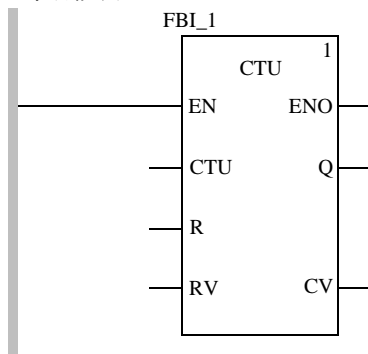 FBI_1
1
CTU
EN ENO
CTU Q
R
RV CV